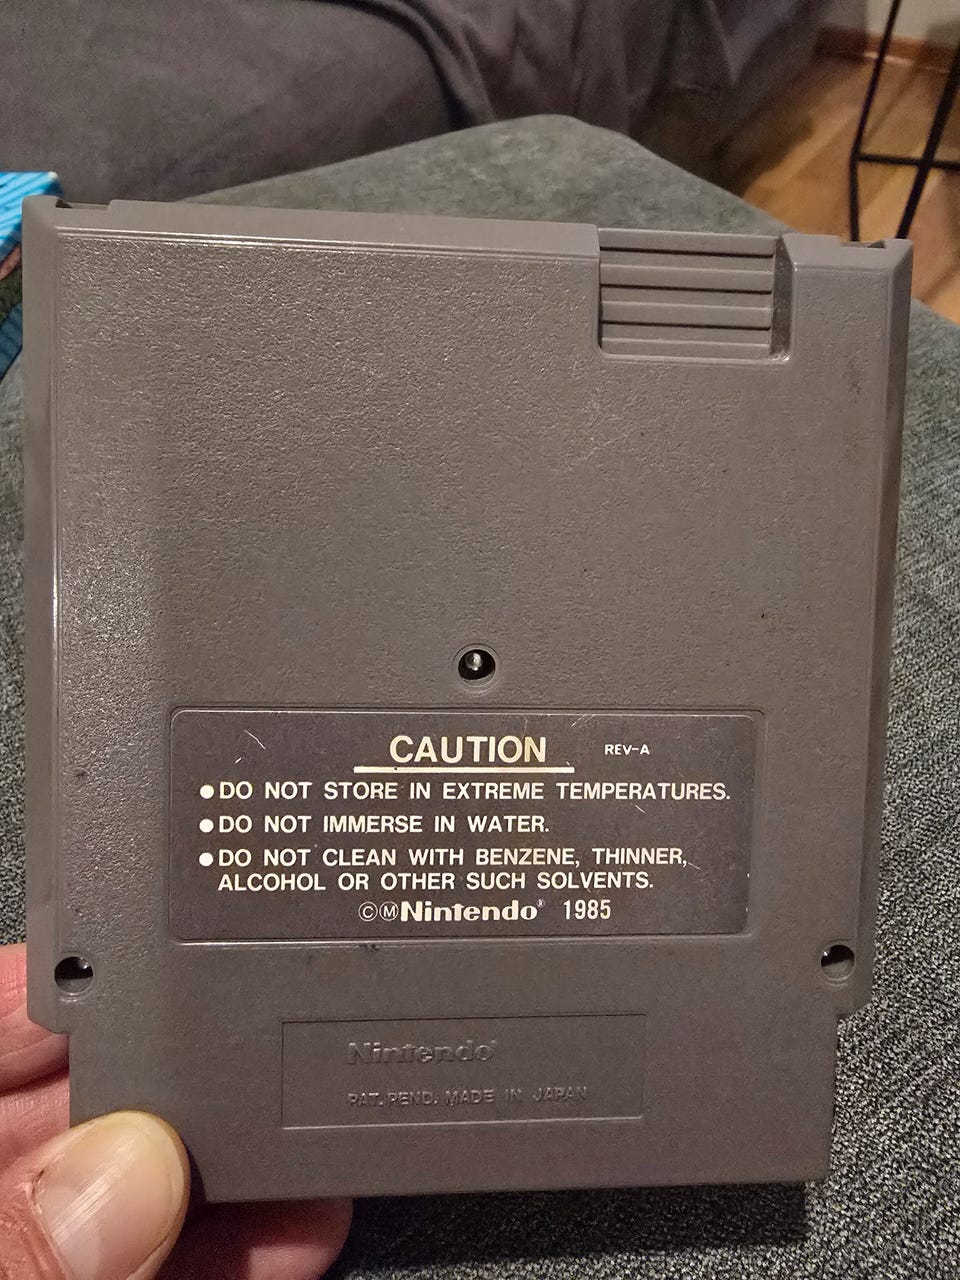 CAUTION REV-A
●DO NOT STORE IN EXTREME TEMPERATURES.
●DO NOT IMMERSE IN WATER.
●DO NOT CLEAN WITH BENZENE, THINNER,
ALCOHOL OR OTHER SUCH SOLVENTS.
©ⓂNintendo® 1985
Nintendo®
PAT. PEND. MADE IN JAPAN